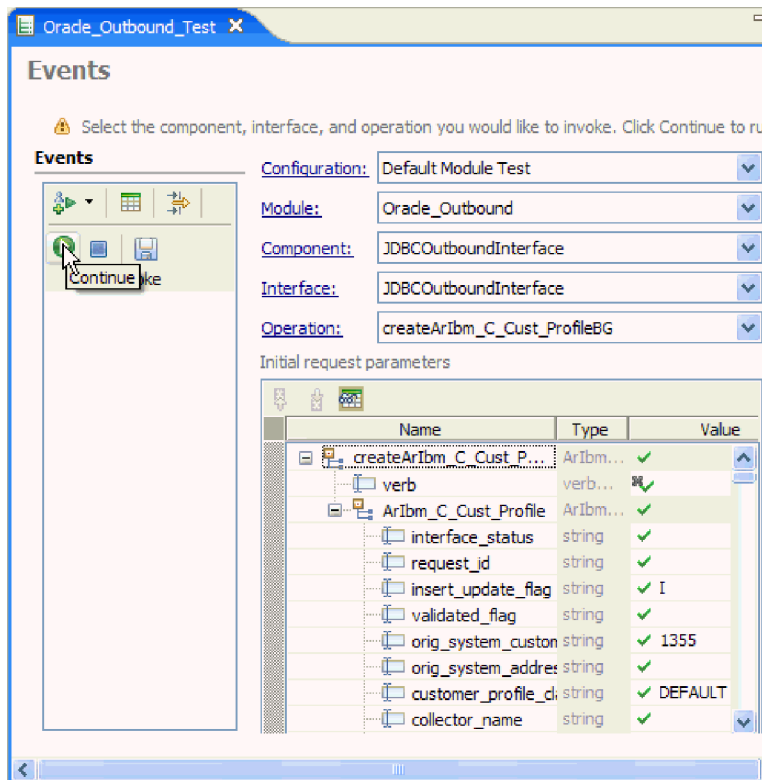 Oracle_Outbound_Test
Events
Select the component, interface, and operation you would like to invoke. Click Continue to ru
Events
Configuration: Default Module Test
Module: Oracle_Outbound
Component: JDBCOutboundInterface
Continue oke
Interface: JDBCOutboundInterface
Operation: createArIbm_C_Cust_ProfileBG
Initial request parameters
Name Type Value
createArIbm_C_Cust_P... ArIbm...
verb verb...
ArIbm_C_Cust_Profile ArIbm...
interface_status string
request_id string
insert_update_flag string I
validated_flag string
orig_system_custom string 1355
orig_system_addres string
customer_profile_cl string DEFAULT
collector_name string